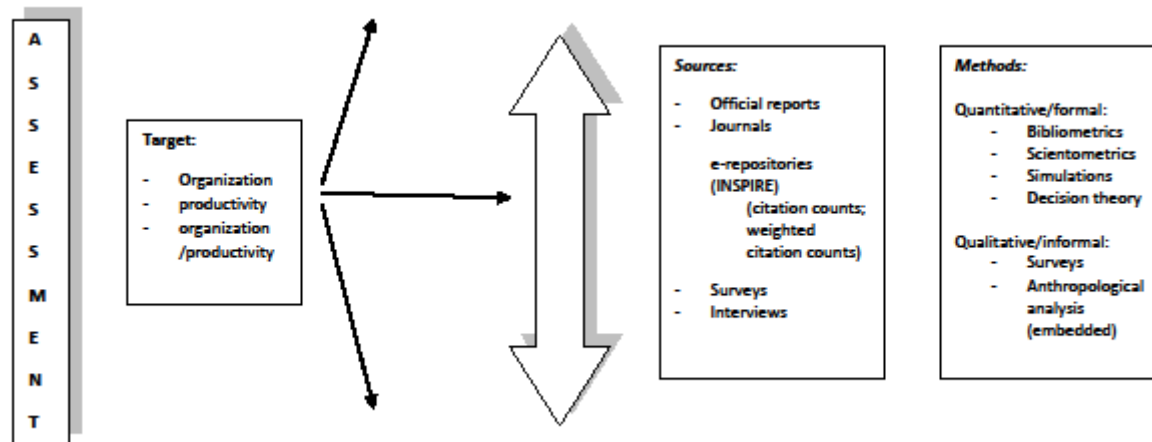 A
S
S
E
S
S
M
E
N
T
Target:
- Organization
- productivity
- organization
/productivity
Sources:
- Official reports
- Journals
e-repositories
(INSPIRE)
(citation counts;
weighted
citation counts)
- Surveys
- Interviews
Methods:
Quantitative/formal:
- Bibliometrics
- Scientometrics
- Simulations
- Decision theory
Qualitative/informal:
- Surveys
- Anthropological
analysis
(embedded)